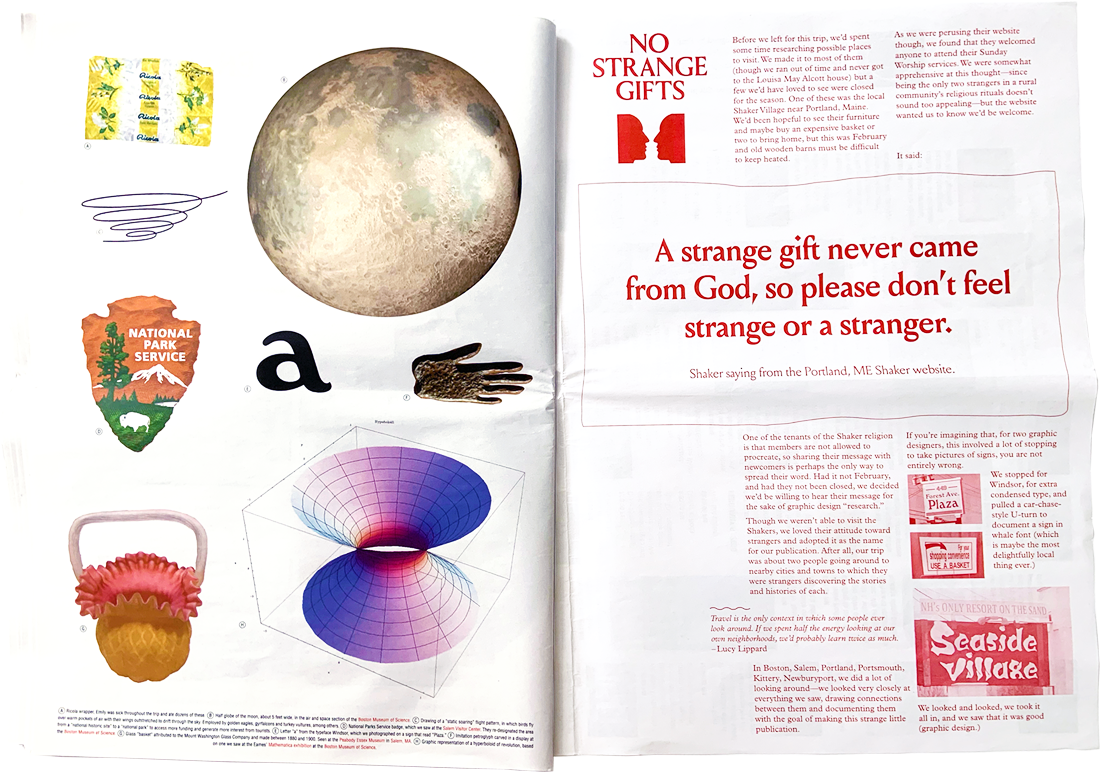 Ricola
Ricola
Ricola
Ricola
NATIONAL
PARK
SERVICE
a
Hyperboloid
Ⓐ Ricola wrapper. Emily was sick throughout the trip and ate dozens of these. Ⓑ Half globe of the moon, about 5 feet wide. In the air and space section of the Boston Museum of Science. Ⓒ Drawing of a "static soaring" flight pattern, in which birds fly
over warm pockets of air with their wings outstretched to drift through the sky. Employed by golden eagles, gyrfalcons and turkey vultures, among others. Ⓓ National Parks Service badge, which we saw at the Salem Visitor Center. They re-designated the area
from a "national historic site" to a "national park" to access more funding and generate more interest from tourists. Ⓔ Letter "a" from the typeface Windsor, which we photographed on a sign that read "Plaza." Ⓕ Imitation petroglyph carved in a display at
the Boston Museum of Science. Ⓖ Glass "basket" attributed to the Mount Washington Glass Company and made between 1880 and 1900. Seen at the Peabody Essex Museum in Salem, MA. Ⓗ Graphic representation of a hyperboloid of revolution, based
on one we saw at the Eames' Mathematica exhibition at the Boston Museum of Science.
NO
STRANGE
GIFTS
Before we left for this trip, we'd spent
some time researching possible places
to visit. We made it to most of them
(though we ran out of time and never got
to the Louisa May Alcott house) but a
few we'd have loved to see were closed
for the season. One of these was the local
Shaker Village near Portland, Maine.
We'd been hopeful to see their furniture
and maybe buy an expensive basket or
two to bring home, but this was February
and old wooden barns must be difficult
to keep heated.
As we were perusing their website
though, we found that they welcomed
anyone to attend their Sunday
Worship services. We were somewhat
apprehensive at this thought—since
being the only two strangers in a rural
community's religious rituals doesn't
sound too appealing—but the website
wanted us to know we'd be welcome.
It said:
A strange gift never came
from God, so please don't feel
strange or a stranger.
Shaker saying from the Portland, ME Shaker website.
One of the tenants of the Shaker religion
is that members are not allowed to
procreate, so sharing their message with
newcomers is perhaps the only way to
spread their word. Had it not February,
and had they not been closed, we decided
we'd be willing to hear their message for
the sake of graphic design "research."
Though we weren't able to visit the
Shakers, we loved their attitude toward
strangers and adopted it as the name
for our publication. After all, our trip
was about two people going around to
nearby cities and towns to which they
were strangers discovering the stories
and histories of each.
Travel is the only context in which some people ever
look around. If we spent half the energy looking at our
own neighborhoods, we'd probably learn twice as much.
–Lucy Lippard
In Boston, Salem, Portland, Portsmouth,
Kittery, Newburyport, we did a lot of
looking around—we looked very closely at
everything we saw, drawing connections
between them and documenting them
with the goal of making this strange little
publication.
If you're imagining that, for two graphic
designers, this involved a lot of stopping
to take pictures of signs, you are not
entirely wrong.
We stopped for
Windsor, for extra
condensed type, and
pulled a car-chase-
style U-turn to
document a sign in
whale font (which
is maybe the most
delightfully local
thing ever.)
Forest Ave.
Plaza
For your
shopping convenience
USE A BASKET
NH's ONLY RESORT ON THE SAND
Seaside
Village
We looked and looked, we took it
all in, and we saw that it was good
(graphic design.)